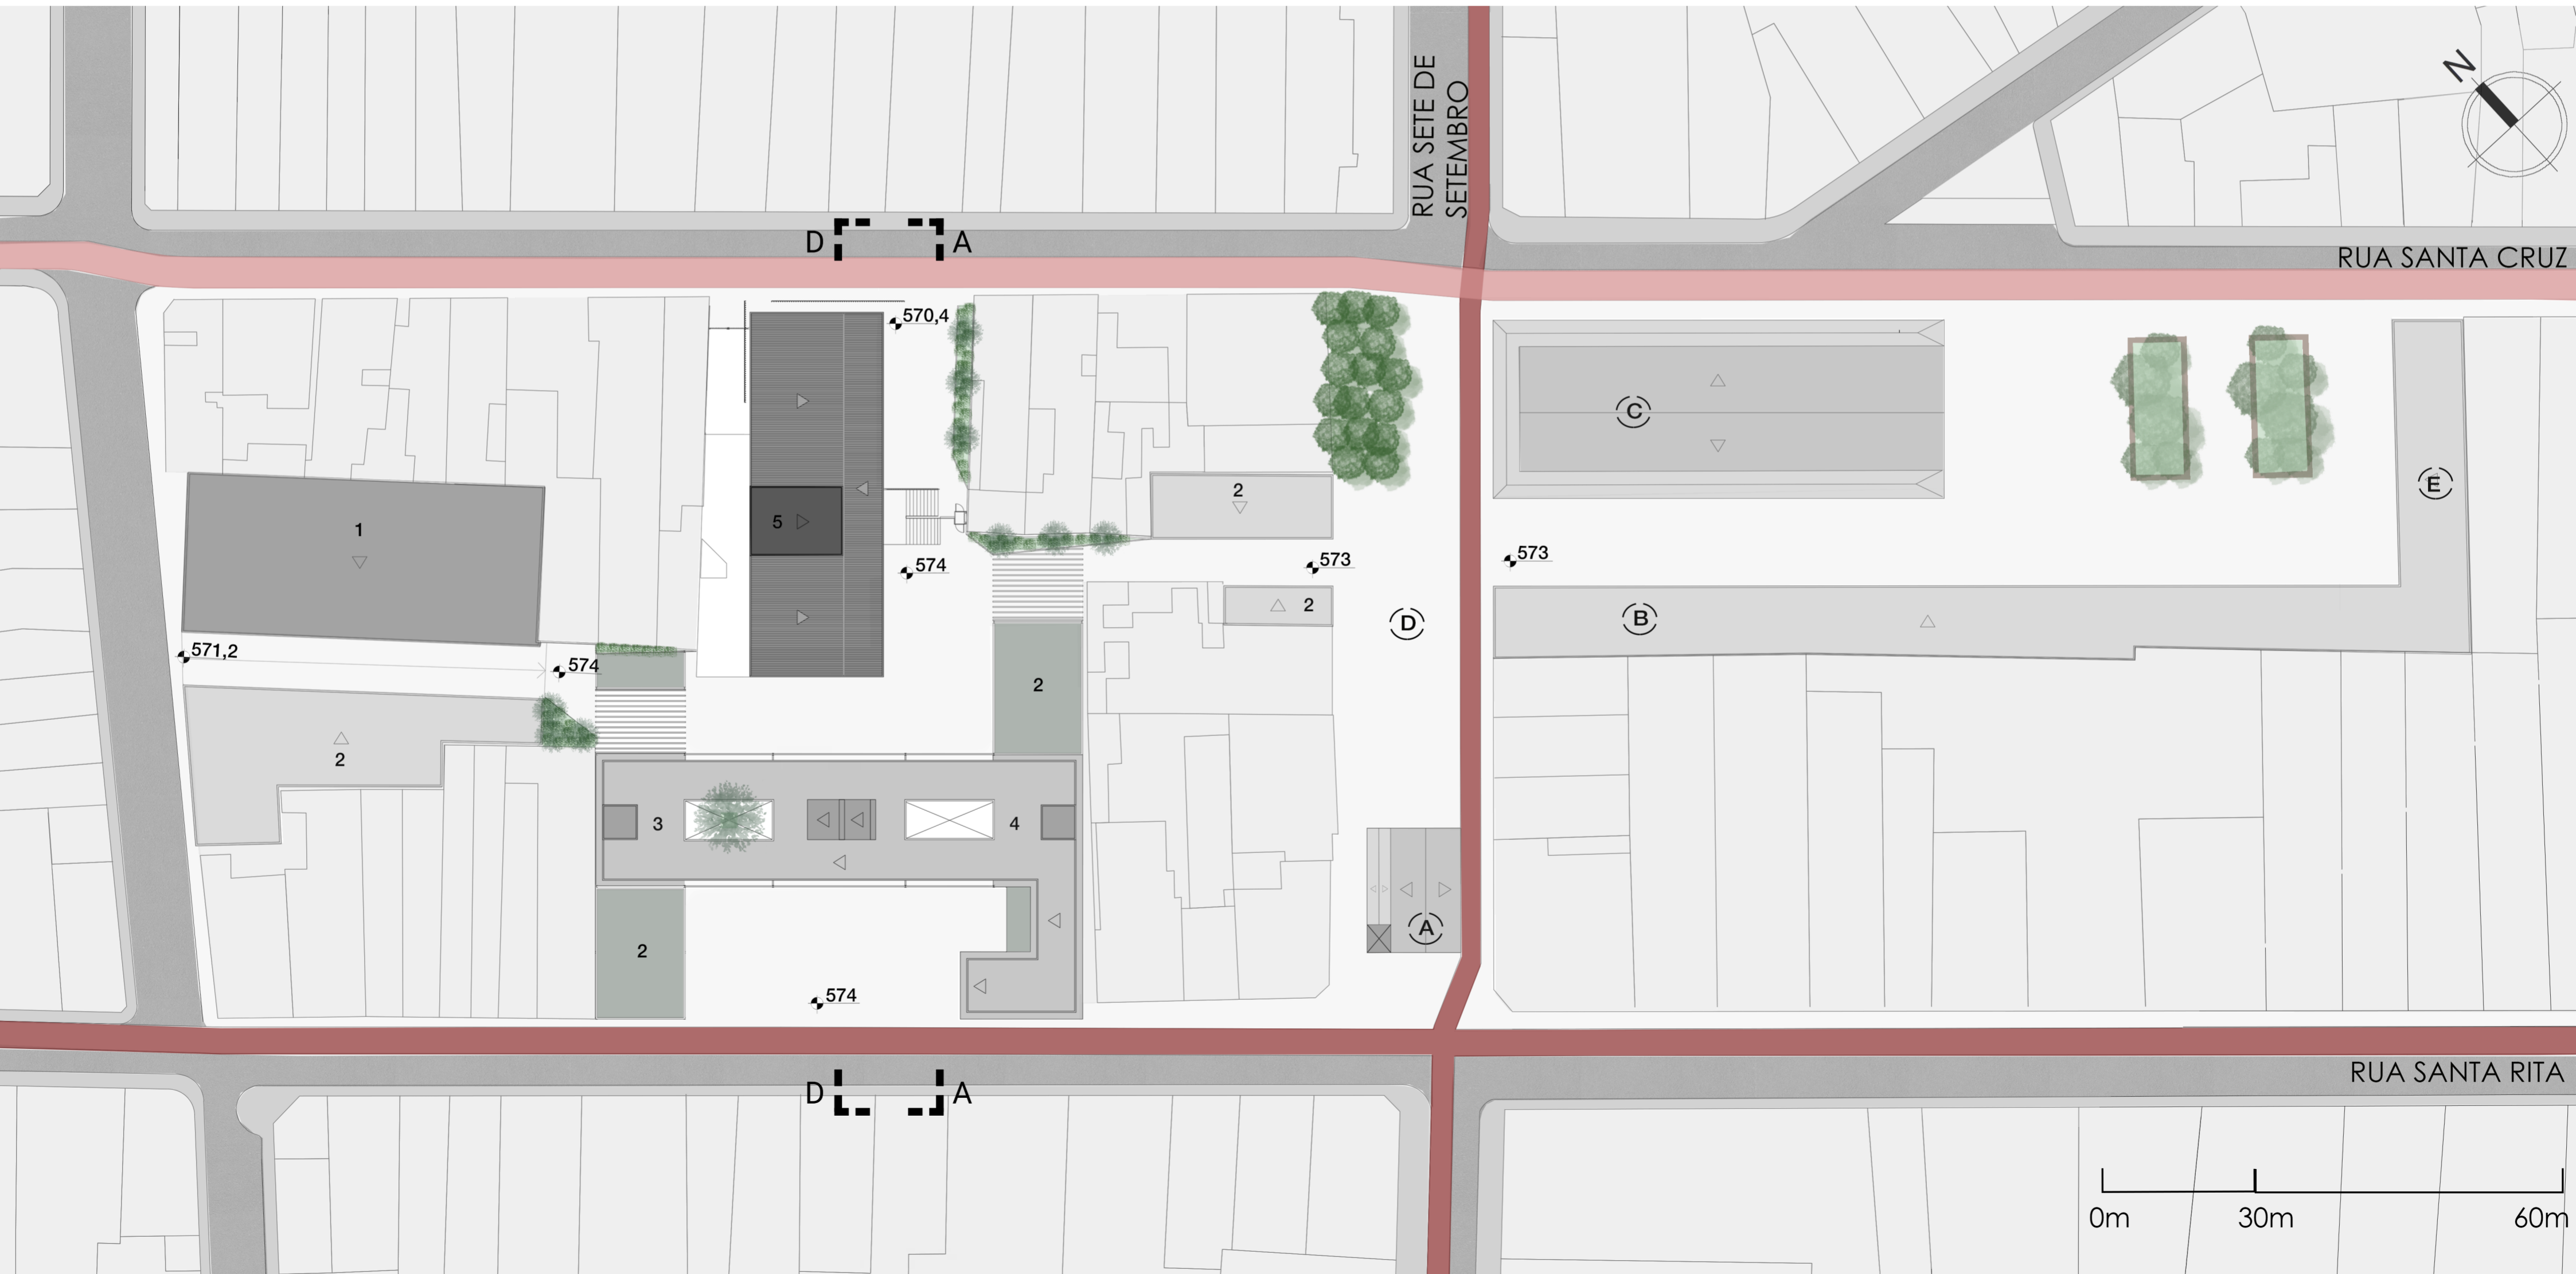 RUA SETE DE
SETEMBRO
N
D A
RUA SANTA CRUZ
570,4
C
2
E
1
5
573
573
574
2
B
D
571,2
574
2
2
3
4
A
2
574
RUA SANTA RITA
D A
0m 30m 60m